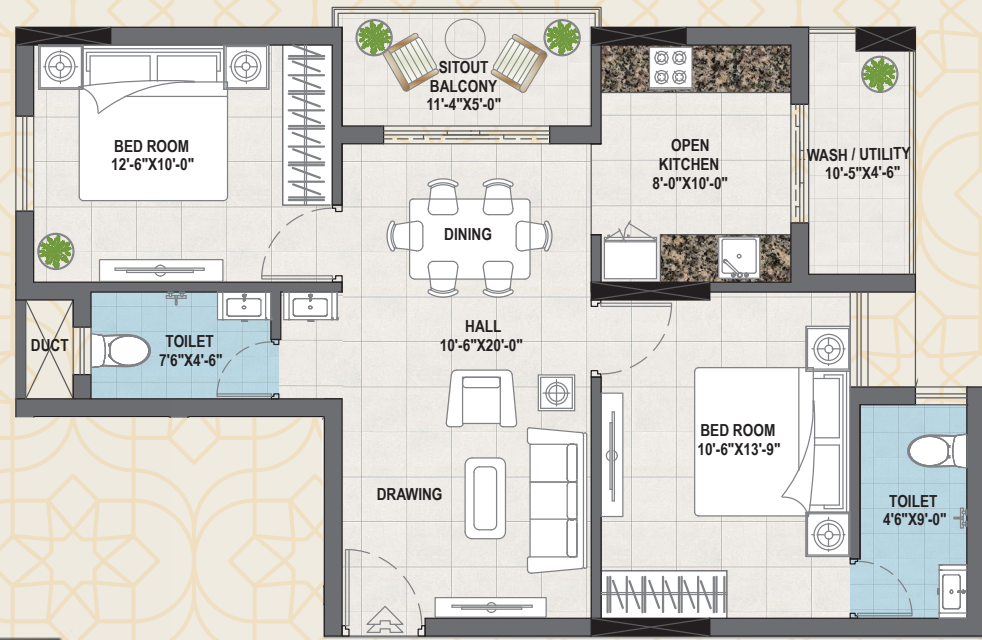 SITOUT
BALCONY
11'-4"X5'-0"
BED ROOM
12'-6"X10'-0"
OPEN
KITCHEN
8'-0"X10'-0"
WASH / UTILITY
10'-5"X4'-6"
DINING
HALL
10'-6"X20'-0"
DUCT
TOILET
7'6"X4'-6"
BED ROOM
10'-6"X13'-9"
DRAWING
TOILET
4'6"X9'-0"